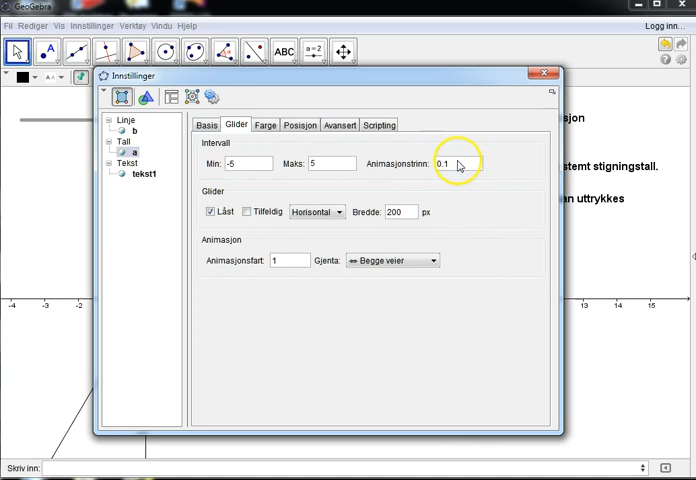 GeoGebra
Fil Rediger Vis Innstillinger Verktøy Vindu Hjelp
Logg inn...
ABC
a = 2
AA
Innstillinger
sjon
stemt stigningstall.
an uttrykkes
Linje
b
Tall
a
Tekst
tekst1
Basis Glider Farge Posisjon Avansert Scripting
Intervall
Min: -5 Maks: 5 Animasjonstrinn: 0.1
Glider
Låst Tilfeldig Horisontal Bredde: 200 px
Animasjon
Animasjonsfart: 1 Gjenta: ⇔ Begge veier
-4 -3 -2 13 14 15
Skriv inn: